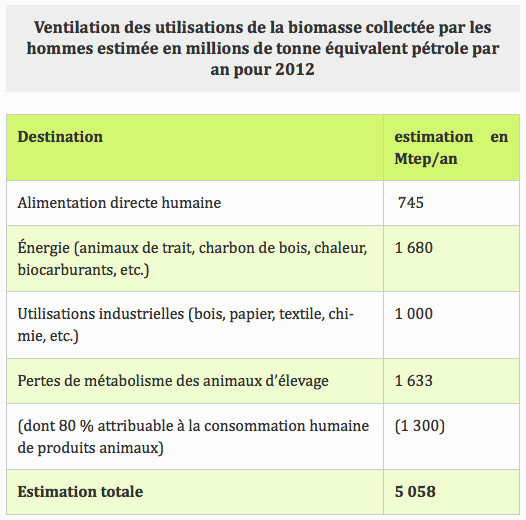 Ventilation des utilisations de la biomasse collectée par les
hommes estimée en millions de tonne équivalent pétrole par
an pour 2012
Destination
estimation en
Mtep/an
Alimentation directe humaine
745
Énergie (animaux de trait, charbon de bois, chaleur,
biocarburants, etc.)
1 680
Utilisations industrielles (bois, papier, textile, chi-
mie, etc.)
1 000
Pertes de métabolisme des animaux d’élevage
1 633
(dont 80 % attribuable à la consommation humaine
de produits animaux)
(1 300)
Estimation totale
5 058